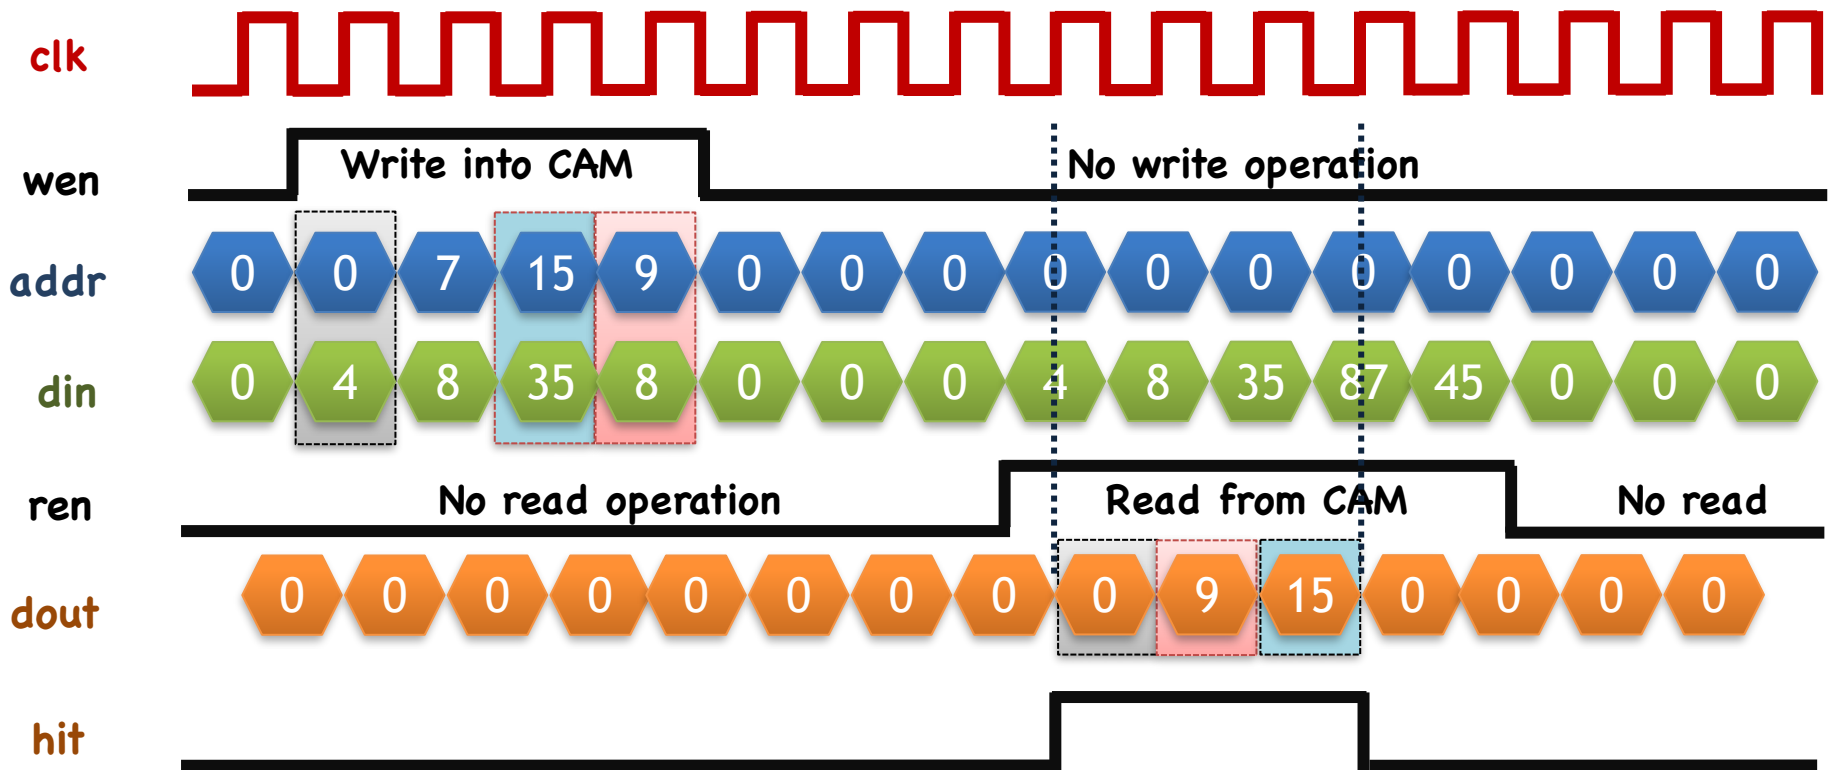 clk
wen Write into CAM No write operation
addr 0 0 7 15 9 0 0 0 0 0 0 0 0 0 0 0
din 0 4 8 35 8 0 0 0 4 8 35 87 45 0 0 0
ren No read operation Read from CAM No read
dout 0 0 0 0 0 0 0 0 0 9 15 0 0 0 0
hit